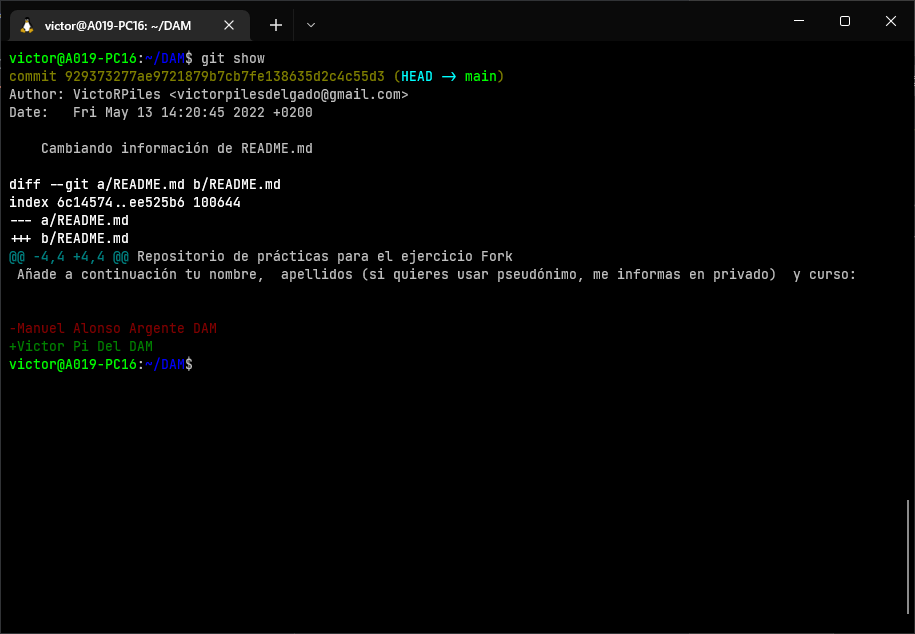 victor@A019-PC16: ~/DAM
victor@A019-PC16:~/DAM$ git show
commit 929373277ae9721879b7cb7fe138635d2c4c55d3 (HEAD -> main)
Author: VictoRPiles <victorpilesdelgado@gmail.com>
Date:   Fri May 13 14:20:45 2022 +0200
    Cambiando información de README.md
diff --git a/README.md b/README.md
index 6c14574..ee525b6 100644
--- a/README.md
+++ b/README.md
@@ -4,4 +4,4 @@ Repositorio de prácticas para el ejercicio Fork
 Añade a continuación tu nombre,  apellidos (si quieres usar pseudónimo, me informas en privado)  y curso:
-Manuel Alonso Argente DAM
+Victor Pi Del DAM
victor@A019-PC16:~/DAM$